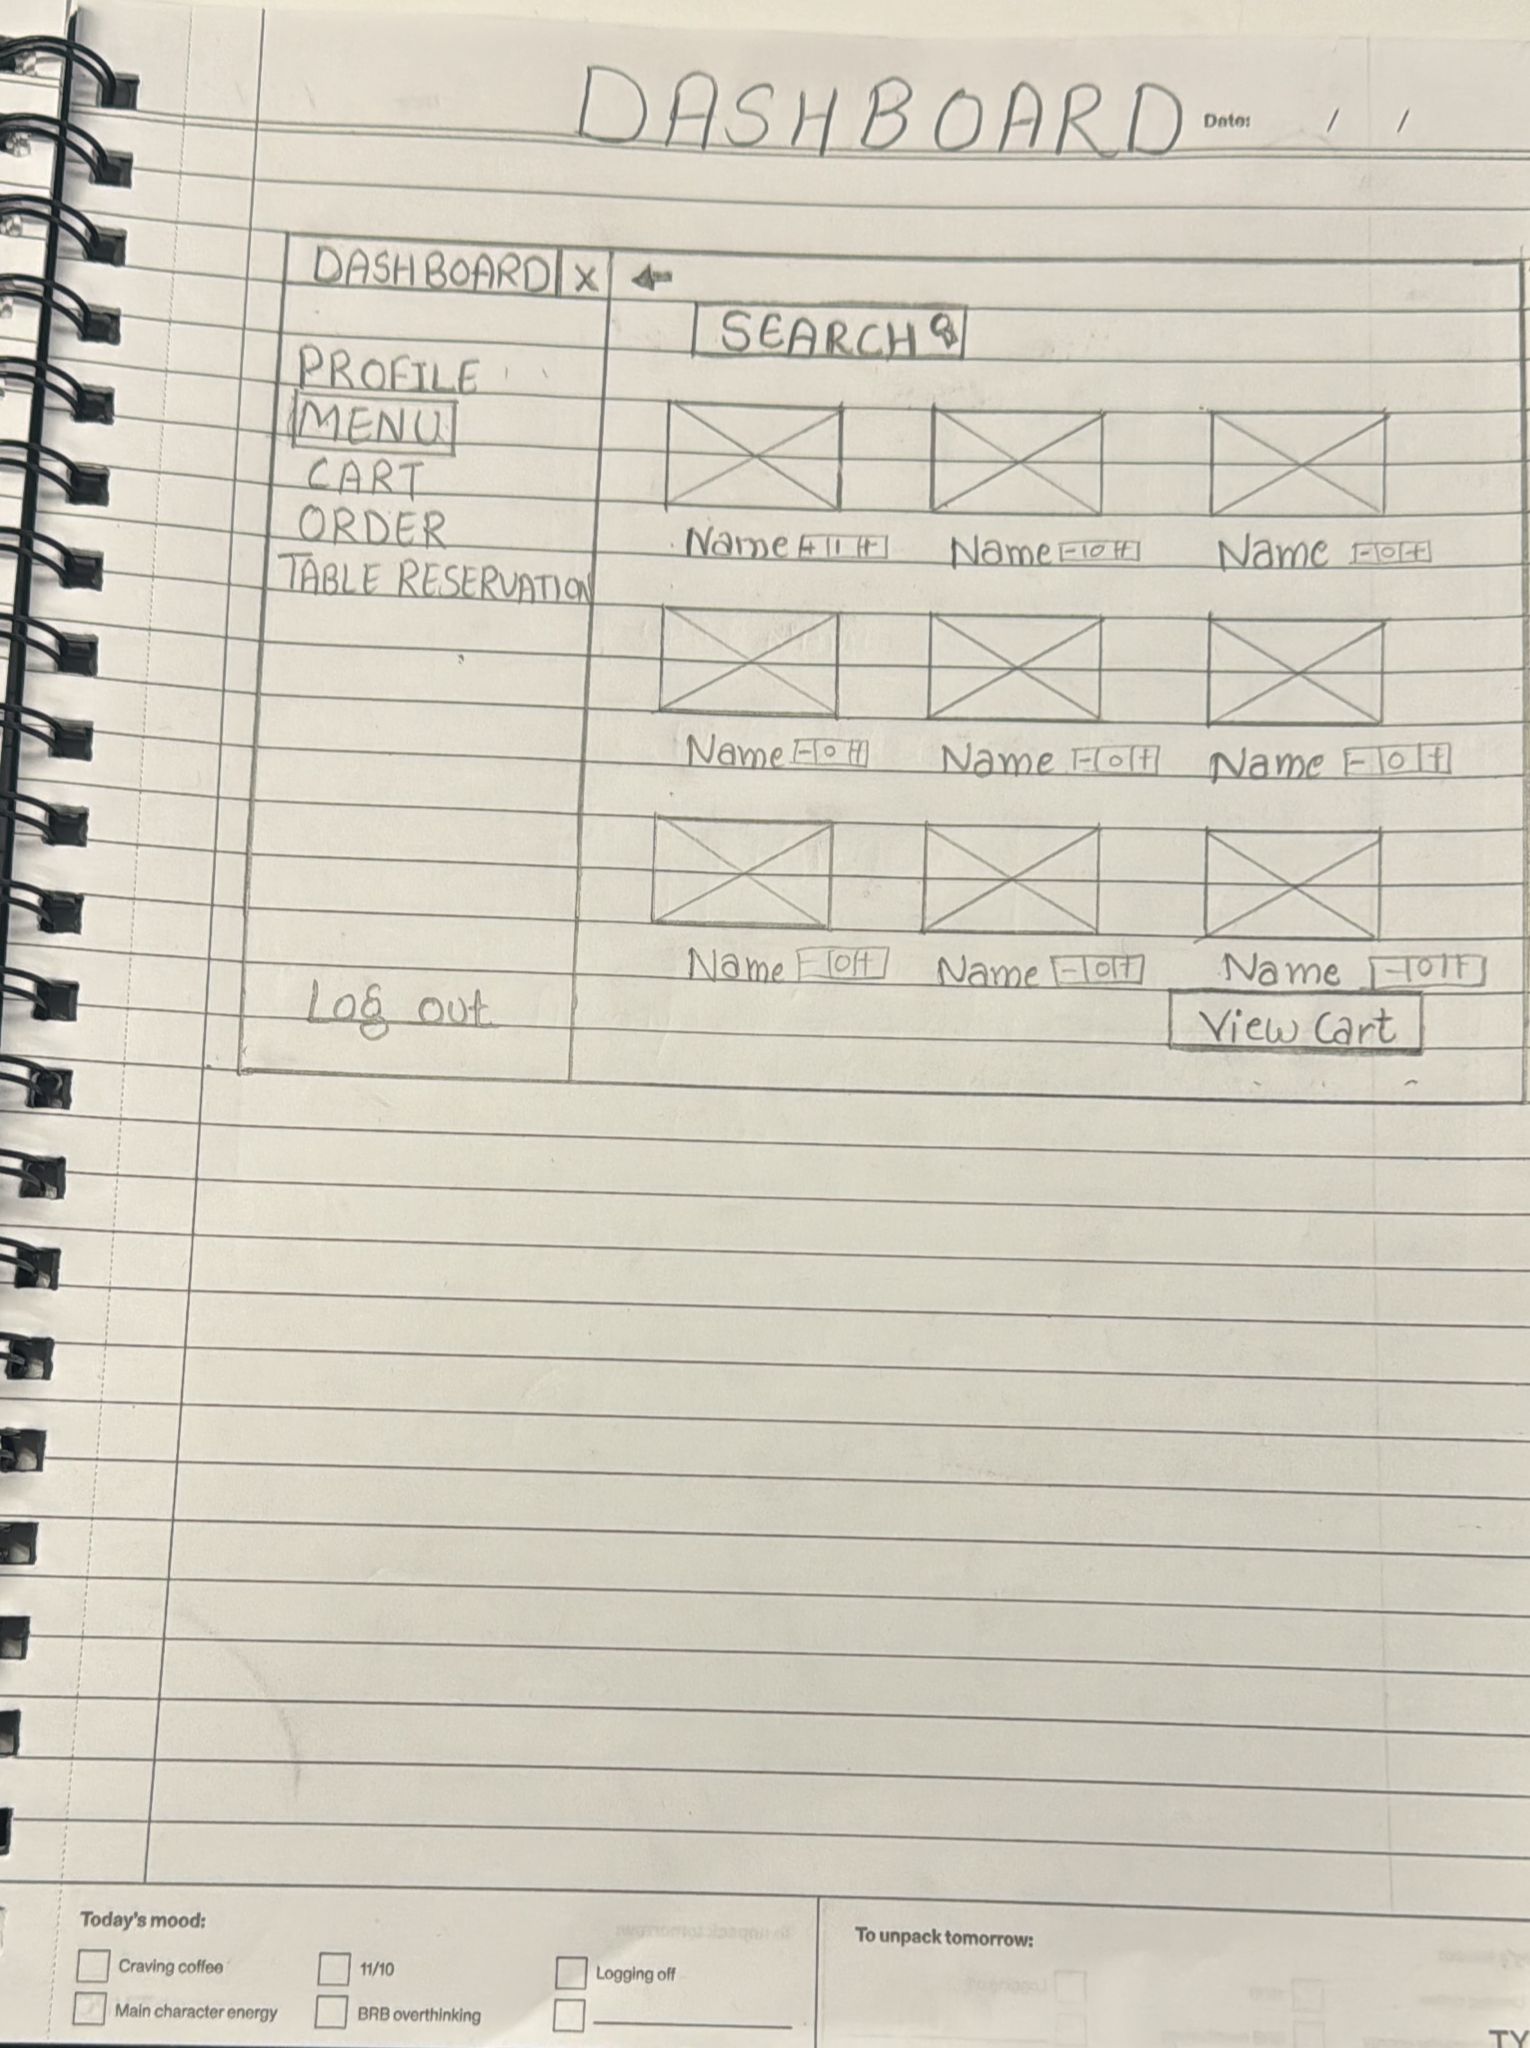 DASHBOARD Date: / /
DASHBOARD X ←
SEARCH
PROFILE
MENU
CART
ORDER
TABLE RESERVATION
Name Name - 0 + Name - 0 +
Name - 0 + Name - 0 + Name - 0 +
Name - 0 + Name - 0 + Name - 0 +
Log out
View Cart
Today's mood:
Craving coffee
11/10
Logging off
Main character energy
BRB overthinking
To unpack tomorrow:
TY